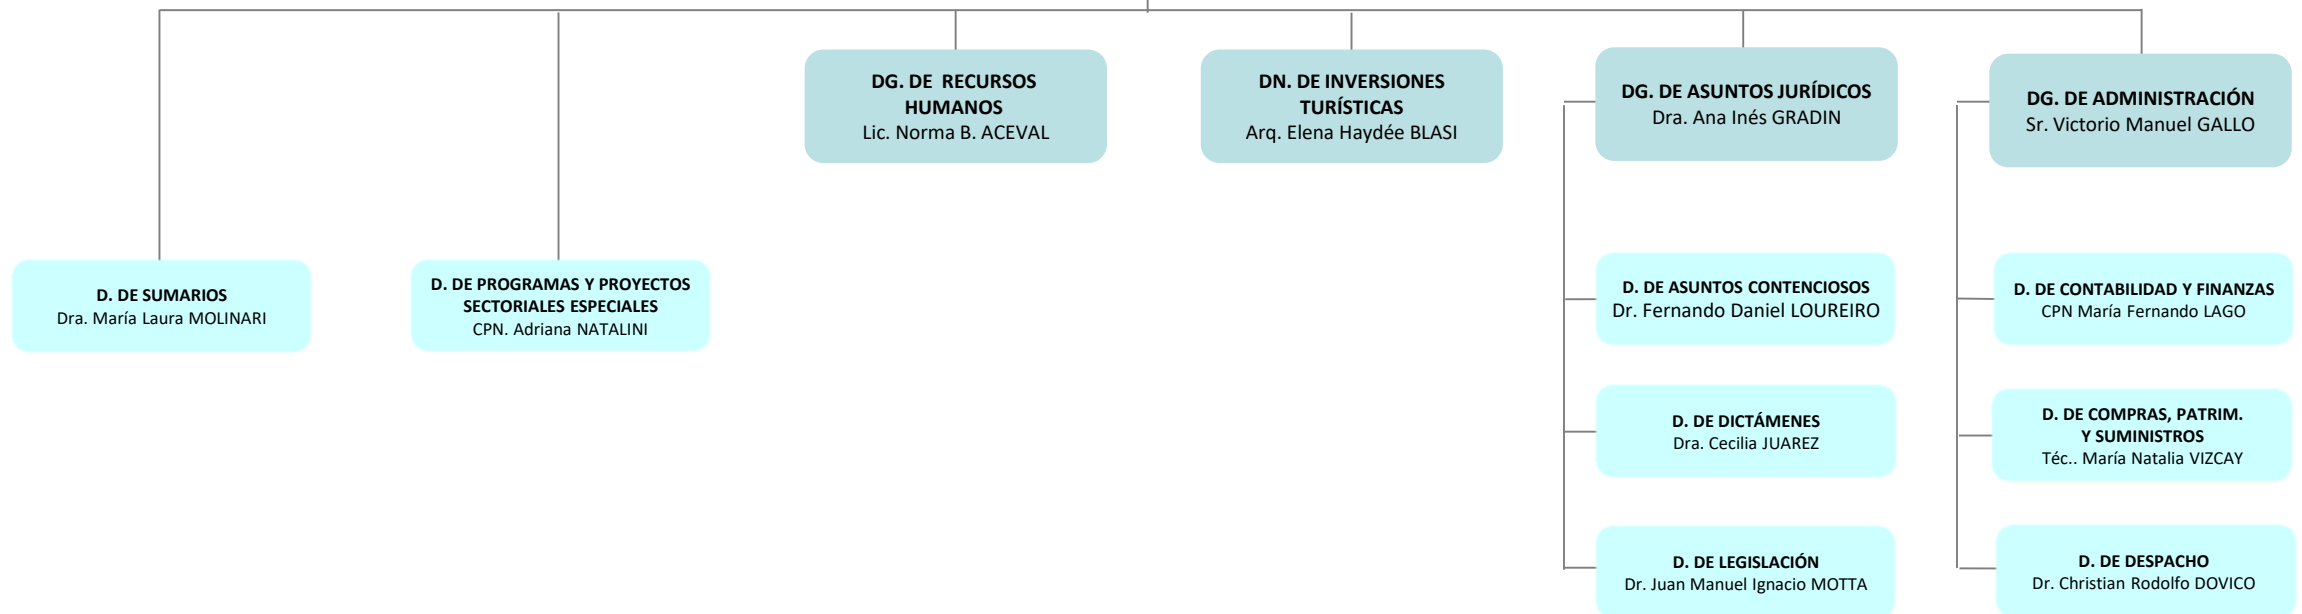 DG. DE RECURSOS
HUMANOS
Lic. Norma B. ACEVAL
DN. DE INVERSIONES
TURÍSTICAS
Arq. Elena Haydée BLASI
DG. DE ASUNTOS JURÍDICOS
Dra. Ana Inés GRADIN
DG. DE ADMINISTRACIÓN
Sr. Victorio Manuel GALLO
D. DE SUMARIOS
Dra. María Laura MOLINARI
D. DE PROGRAMAS Y PROYECTOS
SECTORIALES ESPECIALES
CPN. Adriana NATALINI
D. DE ASUNTOS CONTENCIOSOS
Dr. Fernando Daniel LOUREIRO
D. DE CONTABILIDAD Y FINANZAS
CPN María Fernando LAGO
D. DE DICTÁMENES
Dra. Cecilia JUAREZ
D. DE COMPRAS, PATRIM.
Y SUMINISTROS
Téc.. María Natalia VIZCAY
D. DE LEGISLACIÓN
Dr. Juan Manuel Ignacio MOTTA
D. DE DESPACHO
Dr. Christian Rodolfo DOVICO